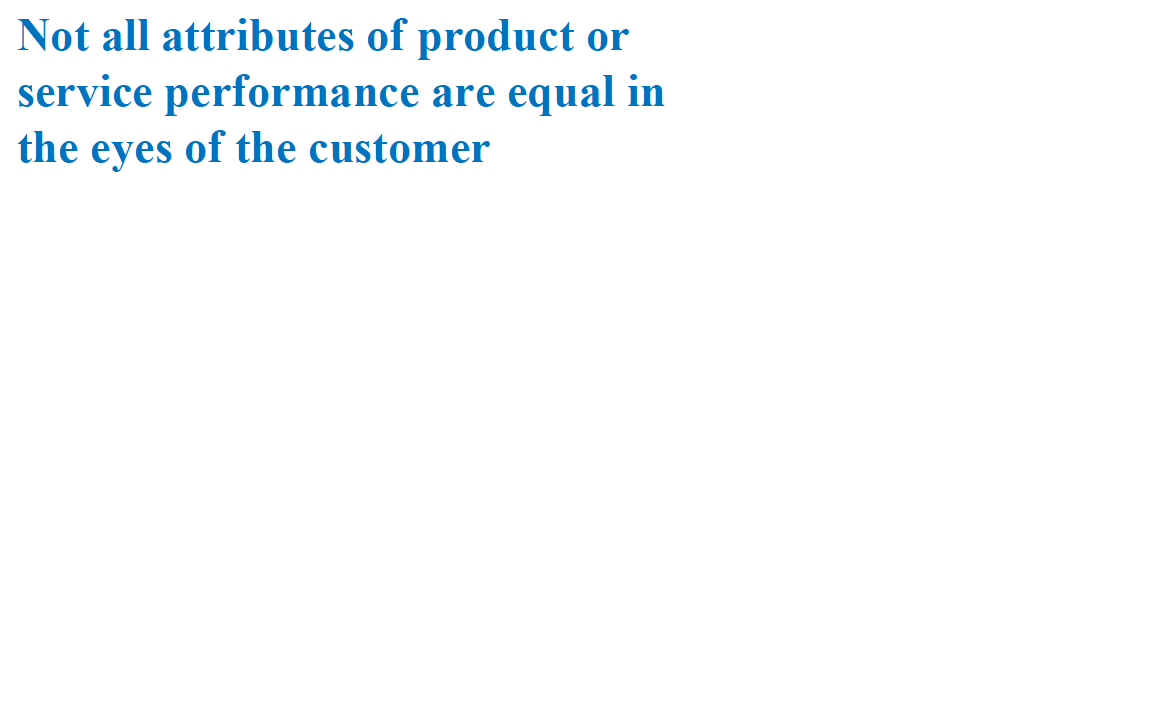 Not all attributes of product or
service performance are equal in
the eyes of the customer